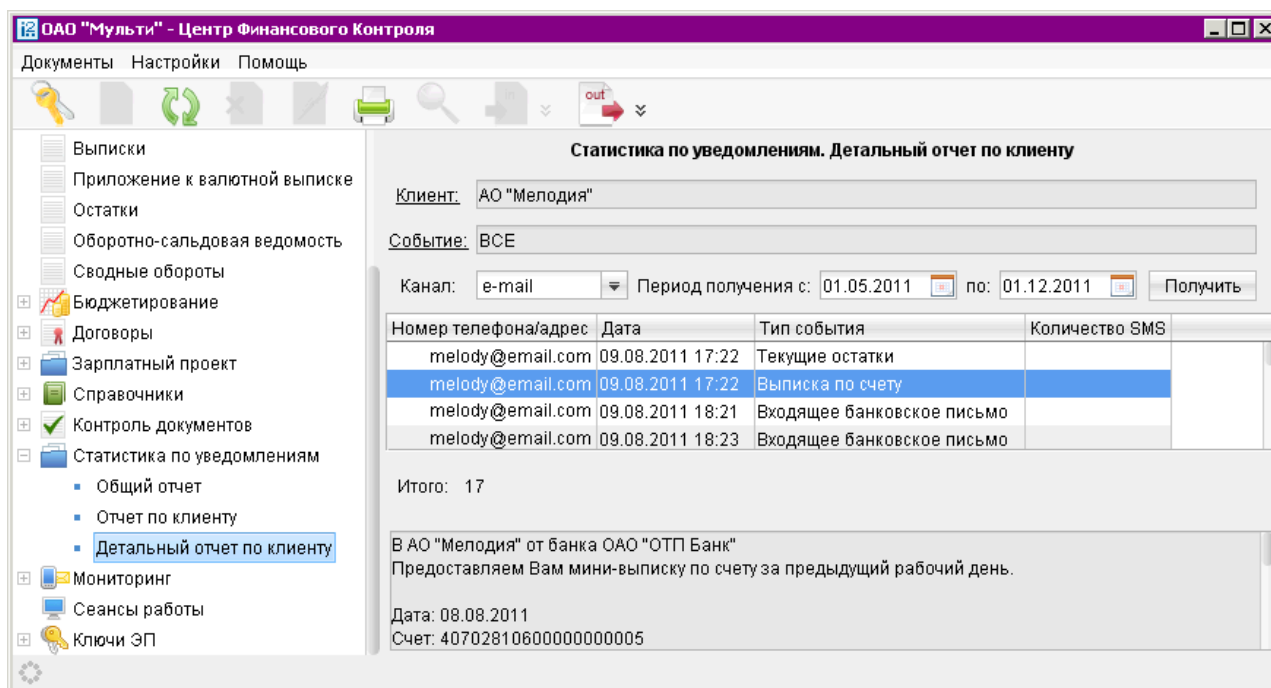 ОАО "Мульти" - Центр Финансового Контроля
Документы Настройки Помощь
out
Выписки
Приложение к валютной выписке
Остатки
Оборотно-сальдовая ведомость
Сводные обороты
Бюджетирование
Договоры
Зарплатный проект
Справочники
Контроль документов
Статистика по уведомлениям
Общий отчет
Отчет по клиенту
Детальный отчет по клиенту
Мониторинг
Сеансы работы
Ключи ЭП
Статистика по уведомлениям. Детальный отчет по клиенту
Клиент: АО "Мелодия"
Событие: ВСЕ
Канал: e-mail Период получения с: 01.05.2011 по: 01.12.2011 Получить
Номер телефона/адрес Дата Тип события Количество SMS
melody@email.com 09.08.2011 17:22 Текущие остатки
melody@email.com 09.08.2011 17:22 Выписка по счету
melody@email.com 09.08.2011 18:21 Входящее банковское письмо
melody@email.com 09.08.2011 18:23 Входящее банковское письмо
Итого: 17
В АО "Мелодия" от банка ОАО "ОТП Банк"
Предоставляем Вам мини-выписку по счету за предыдущий рабочий день.
Дата: 08.08.2011
Счет: 40702810600000000005